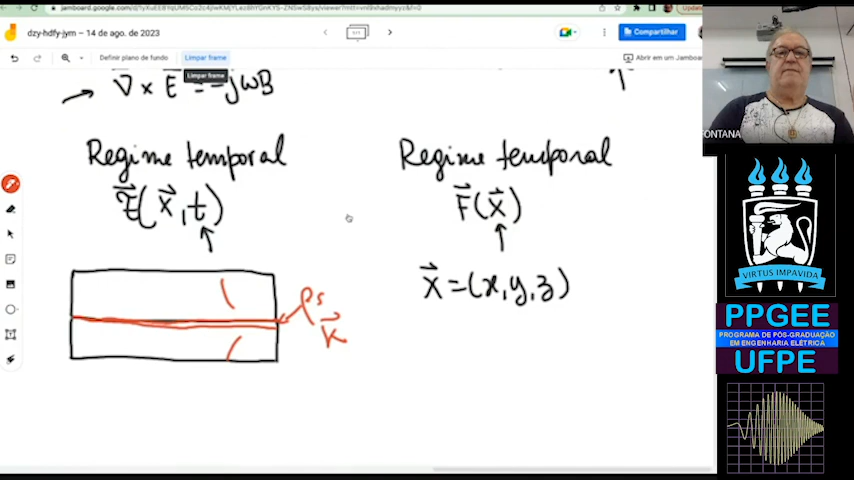 dzy-hdfy-jym – 14 de ago. de 2023
1/1
Compartilhar
Definir plano de fundo
Limpar frame
Abrir em um Jamboard
Limpar frame
∇ × E = -jωB
FONTANA
Regime temporal
Regime temporal
E(x, t)
F(x)
x = (x, y, z)
ρs
K
VIRTUS IMPAVIDA
PPGEE
PROGRAMA DE PÓS-GRADUAÇÃO
EM ENGENHARIA ELÉTRICA
UFPE